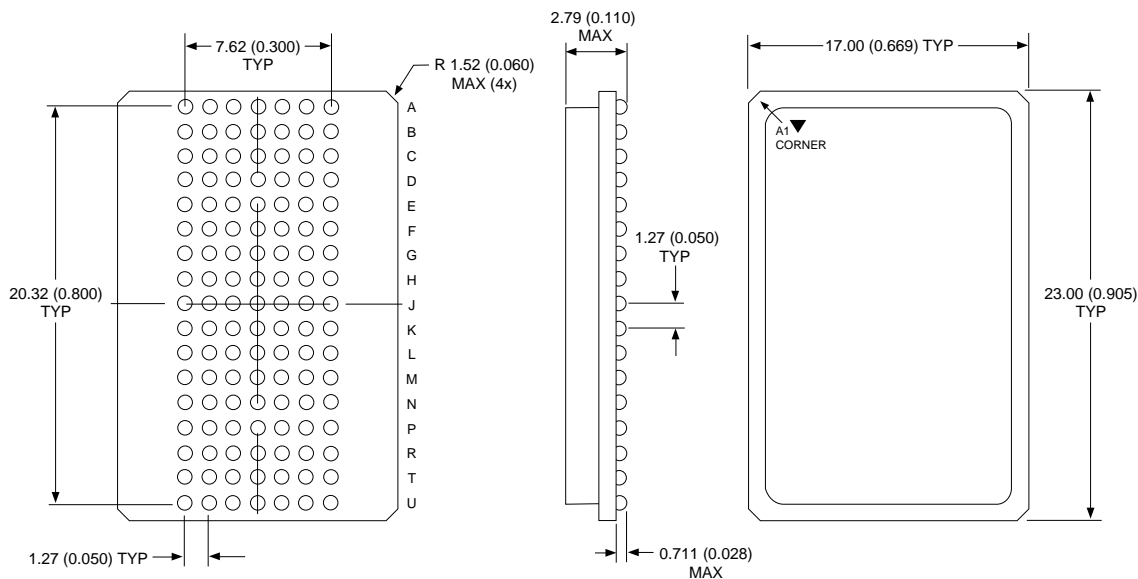 7.62 (0.300)
TYP
R 1.52 (0.060)
MAX (4x)
A
B
C
D
E
F
G
H
J
K
L
M
N
P
R
T
U
20.32 (0.800)
TYP
1.27 (0.050) TYP
2.79 (0.110)
MAX
1.27 (0.050)
TYP
0.711 (0.028)
MAX
17.00 (0.669) TYP
A1
CORNER
23.00 (0.905)
TYP